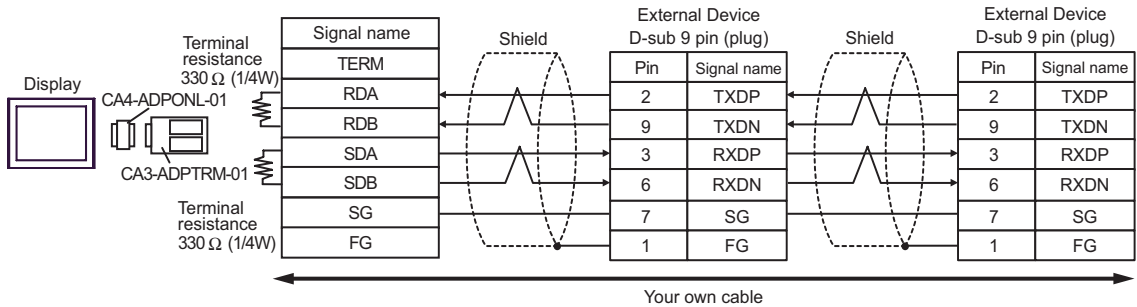 Display
CA4-ADPONL-01
CA3-ADPTRM-01
Terminal
resistance
330 Ω (1/4W)
Terminal
resistance
330 Ω (1/4W)
Signal name
TERM
RDA
RDB
SDA
SDB
SG
FG
Shield
External Device
D-sub 9 pin (plug)
Pin Signal name
2 TXDP
9 TXDN
3 RXDP
6 RXDN
7 SG
1 FG
Shield
External Device
D-sub 9 pin (plug)
Pin Signal name
2 TXDP
9 TXDN
3 RXDP
6 RXDN
7 SG
1 FG
Your own cable